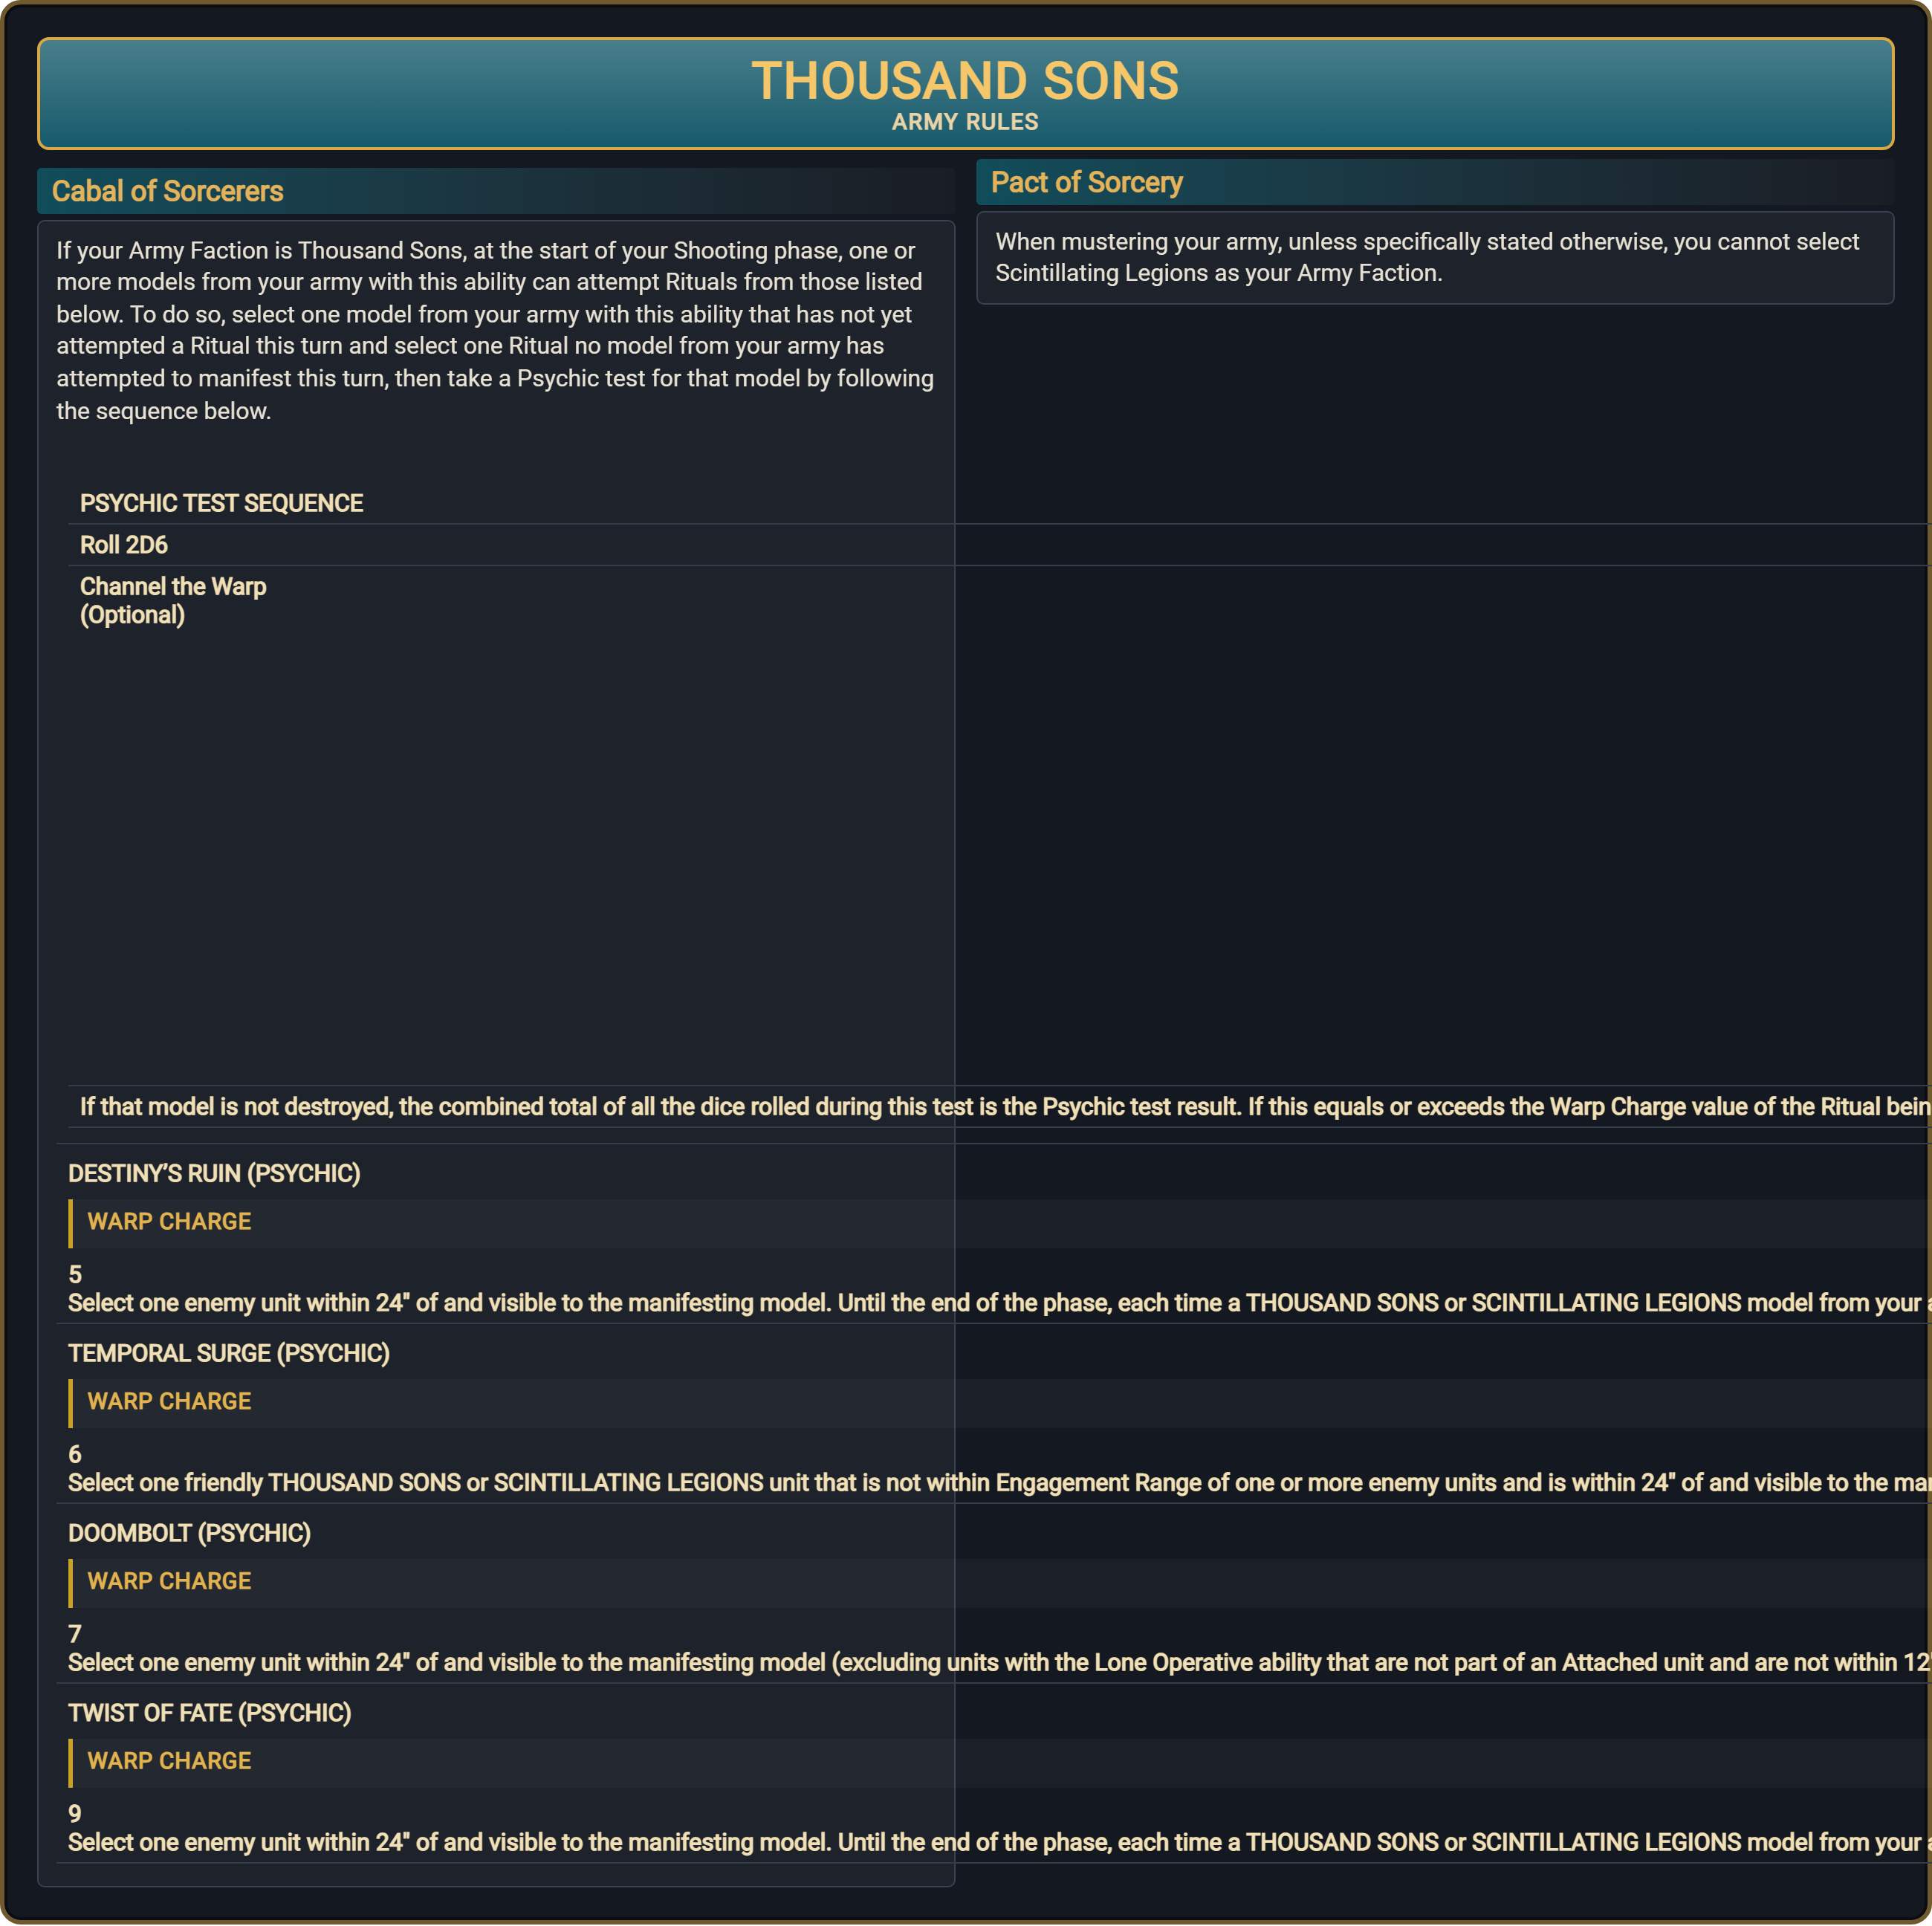 THOUSAND SONS
ARMY RULES
Cabal of Sorcerers
If your Army Faction is Thousand Sons, at the start of your Shooting phase, one or
more models from your army with this ability can attempt Rituals from those listed
below. To do so, select one model from your army with this ability that has not yet
attempted a Ritual this turn and select one Ritual no model from your army has
attempted to manifest this turn, then take a Psychic test for that model by following
the sequence below.
PSYCHIC TEST SEQUENCE
Roll 2D6
Channel the Warp
(Optional)
If that model is not destroyed, the combined total of all the dice rolled during this test is the Psychic test result. If this equals or exceeds the Warp Charge value of the Ritual
DESTINY’S RUIN (PSYCHIC)
WARP CHARGE
5
Select one enemy unit within 24" of and visible to the manifesting model. Until the end of the phase, each time a THOUSAND SONS or SCINTILLATING LEGIONS model from your
TEMPORAL SURGE (PSYCHIC)
WARP CHARGE
6
Select one friendly THOUSAND SONS or SCINTILLATING LEGIONS unit that is not within Engagement Range of one or more enemy units and is within 24" of and visible to the
DOOMBOLT (PSYCHIC)
WARP CHARGE
7
Select one enemy unit within 24" of and visible to the manifesting model (excluding units with the Lone Operative ability that are not part of an Attached unit and are not within 12
TWIST OF FATE (PSYCHIC)
WARP CHARGE
9
Select one enemy unit within 24" of and visible to the manifesting model. Until the end of the phase, each time a THOUSAND SONS or SCINTILLATING LEGIONS model from your
Pact of Sorcery
When mustering your army, unless specifically stated otherwise, you cannot select
Scintillating Legions as your Army Faction.